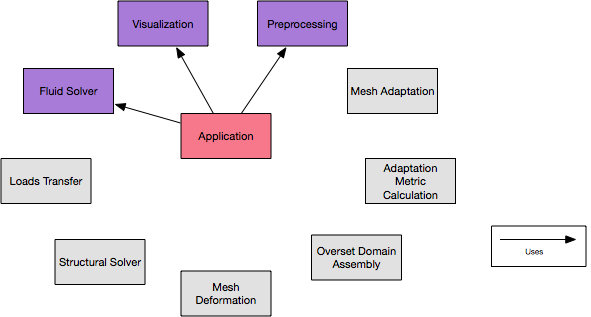 Visualization
Preprocessing
Fluid Solver
Mesh Adaptation
Application
Loads Transfer
Adaptation
Metric
Calculation
Structural Solver
Overset Domain
Assembly
Uses
Mesh
Deformation